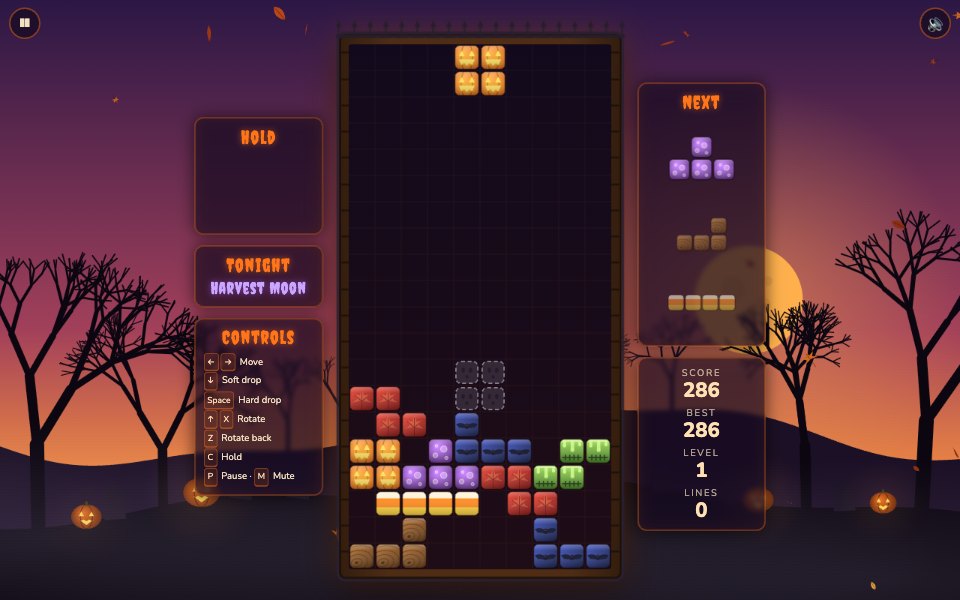 HOLD
TONIGHT
HARVEST MOON
CONTROLS
← → Move
↓ Soft drop
Space Hard drop
↑ X Rotate
Z Rotate back
C Hold
P Pause · M Mute
NEXT
SCORE
286
BEST
286
LEVEL
1
LINES
0